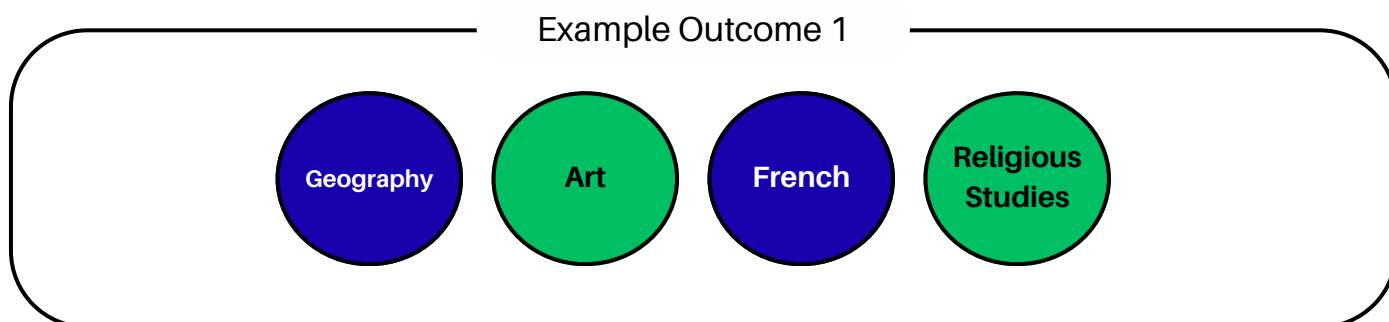 Example Outcome 1
Geography
Art
French
Religious
Studies